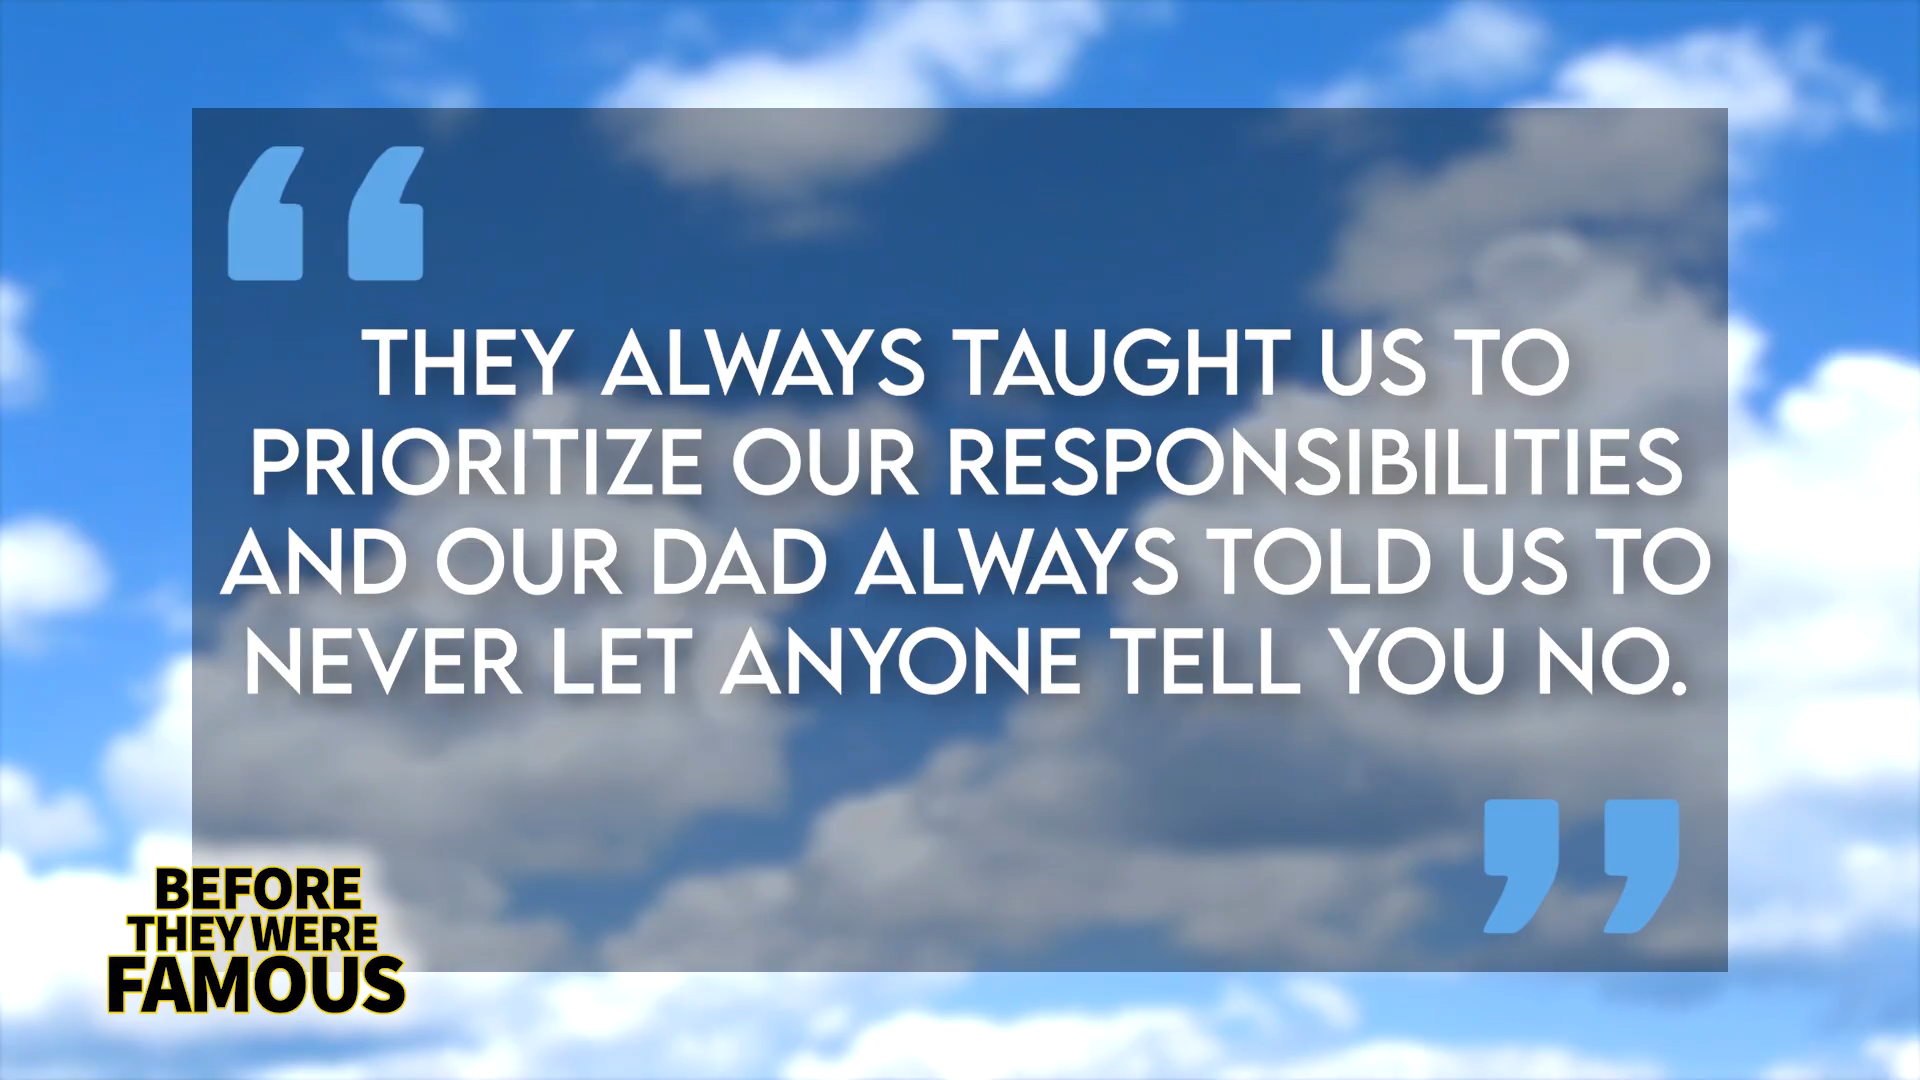 THEY ALWAYS TAUGHT US TO
PRIORITIZE OUR RESPONSIBILITIES
AND OUR DAD ALWAYS TOLD US TO
NEVER LET ANYONE TELL YOU NO.
BEFORE
THEY WERE
FAMOUS